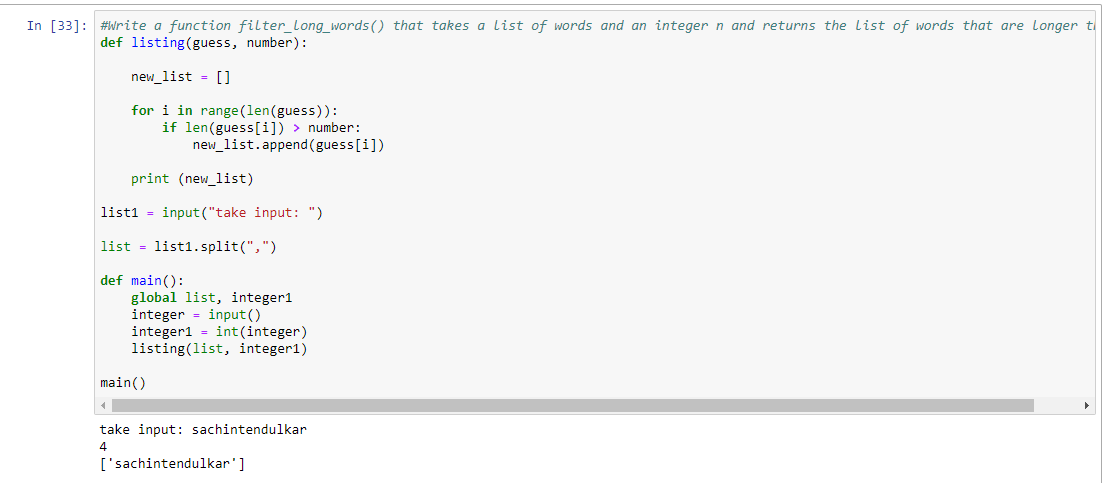 In [33]: #Write a function filter_long_words() that takes a list of words and an integer n and returns the list of words that are longer
def listing(guess, number):
    new_list = []
    for i in range(len(guess)):
        if len(guess[i]) > number:
            new_list.append(guess[i])
    print (new_list)
list1 = input("take input: ")
list = list1.split(",")
def main():
    global list, integer1
    integer = input()
    integer1 = int(integer)
    listing(list, integer1)
main()
take input: sachintendulkar
4
['sachintendulkar']